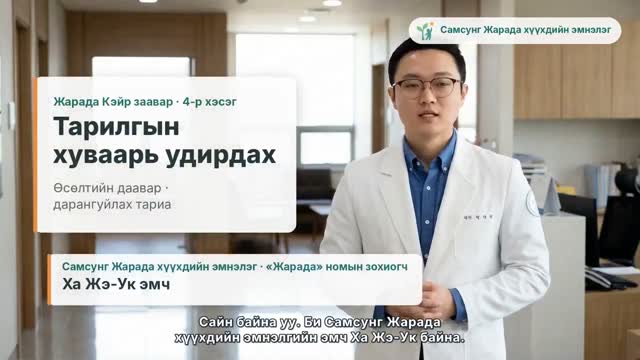 Самсунг Жарада хүүхдийн эмнэлэг
Жарада Кэйр заавар · 4-р хэсэг
Тарилгын
хуваарь удирдах
Өсөлтийн даавар ·
дарангуйлах тариа
Самсунг Жарада хүүхдийн эмнэлэг · «Жарада» номын зохиогч
Ха Жэ-Ук эмч
Сайн байна уу. Би Самсунг Жарада
хүүхдийн эмнэлгийн эмч Ха Жэ-Ук байна.